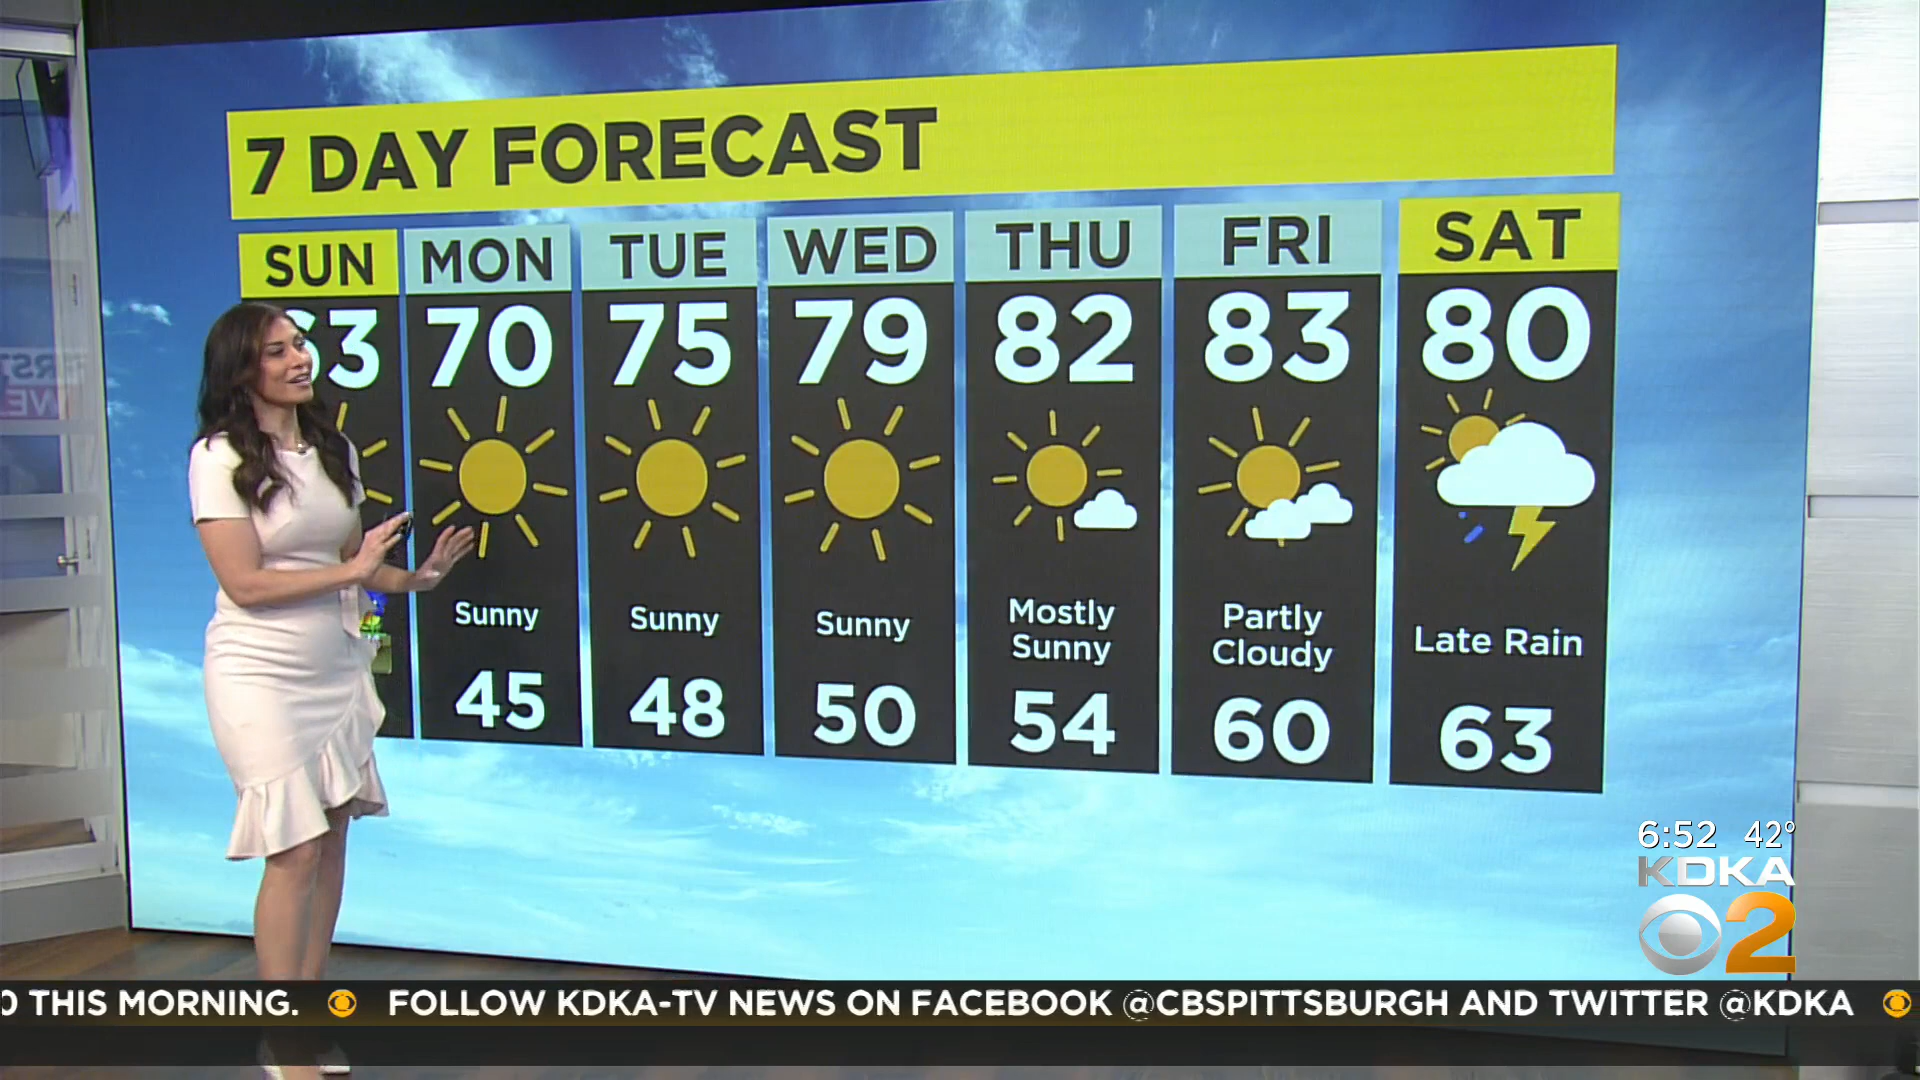 7 DAY FORECAST
SUN MON TUE WED THU FRI SAT
63 70 75 79 82 83 80
Sunny Sunny Sunny Mostly Sunny Partly Cloudy Late Rain
45 48 50 54 60 63
6:52 42°
KDKA
2
0 THIS MORNING. FOLLOW KDKA-TV NEWS ON FACEBOOK @CBSPITTSBURGH AND TWITTER @KDKA